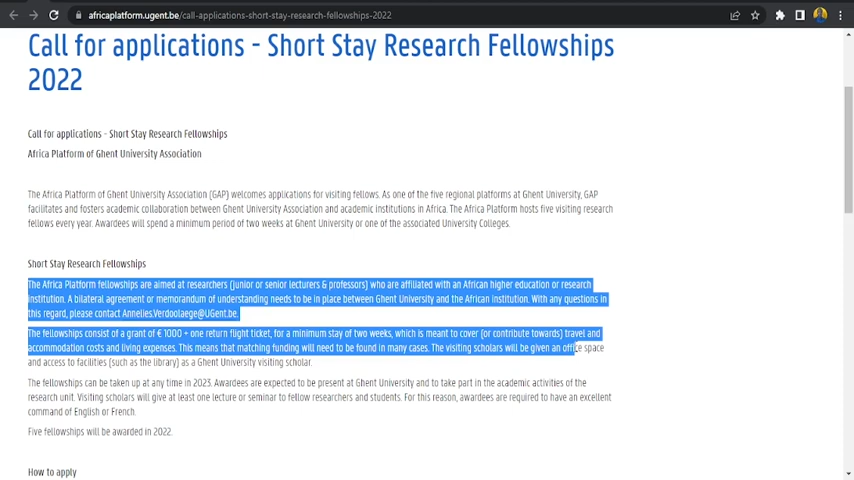 africaplatform.ugent.be/call-applications-short-stay-research-fellowships-2022
Call for applications - Short Stay Research Fellowships
2022
Call for applications - Short Stay Research Fellowships
Africa Platform of Ghent University Association
The Africa Platform of Ghent University Association (GAP) welcomes applications for visiting fellows. As one of the five regional platforms at Ghent University, GAP
facilitates and fosters academic collaboration between Ghent University Association and academic institutions in Africa. The Africa Platform hosts five visiting research
fellows every year. Awardees will spend a minimum period of two weeks at Ghent University or one of the associated University Colleges.
Short Stay Research Fellowships
The Africa Platform fellowships are aimed at researchers (junior or senior lecturers & professors) who are affiliated with an African higher education or research
institution. A bilateral agreement or memorandum of understanding needs to be in place between Ghent University and the African institution. With any questions in
this regard, please contact Annelies.Verdoolaege@UGent.be.
The fellowships consist of a grant of € 1000 + one return flight ticket, for a minimum stay of two weeks, which is meant to cover (or contribute towards) travel and
accommodation costs and living expenses. This means that matching funding will need to be found in many cases. The visiting scholars will be given an office space
and access to facilities (such as the library) as a Ghent University visiting scholar.
The fellowships can be taken up at any time in 2023. Awardees are expected to be present at Ghent University and to take part in the academic activities of the
research unit. Visiting scholars will give at least one lecture or seminar to fellow researchers and students. For this reason, awardees are required to have an excellent
command of English or French.
Five fellowships will be awarded in 2022.
How to apply